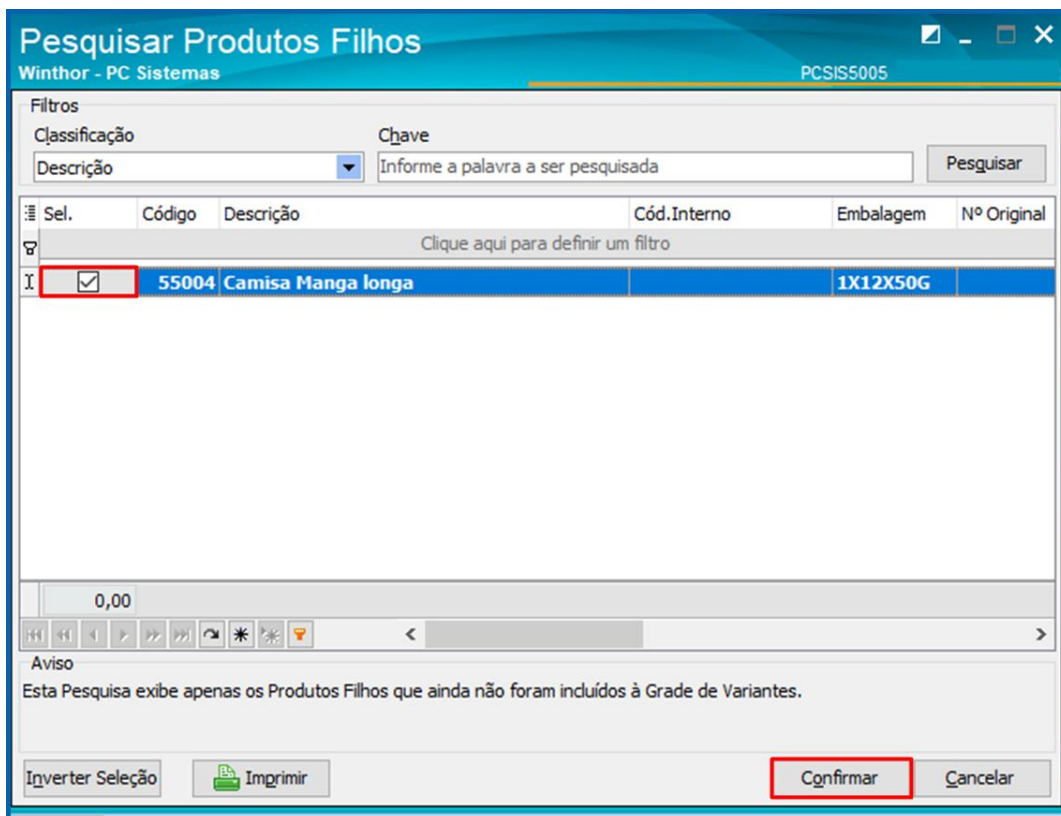 Pesquisar Produtos Filhos
Winthor - PC Sistemas
PCSIS5005
Filtros
Classificação
Chave
Descrição
Informe a palavra a ser pesquisada
Pesquisar
Sel. Código Descrição Cód.Interno Embalagem Nº Original
Clique aqui para definir um filtro
55004 Camisa Manga longa 1X12X50G
0,00
Aviso
Esta Pesquisa exibe apenas os Produtos Filhos que ainda não foram incluídos à Grade de Variantes.
Inverter Seleção
Imprimir
Confirmar
Cancelar